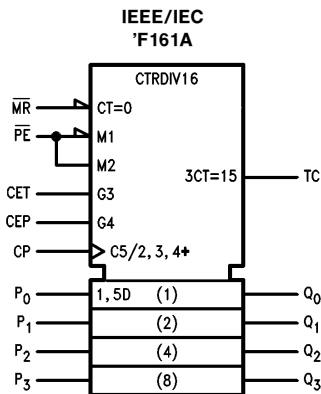 IEEE/IEC
'F161A
CTRDIV16
MR CT=0
PE M1
M2
3CT=15 TC
CET G3
CEP G4
CP C5/2,3,4+
P0 1,5D (1) Q0
P1 (2) Q1
P2 (4) Q2
P3 (8) Q3